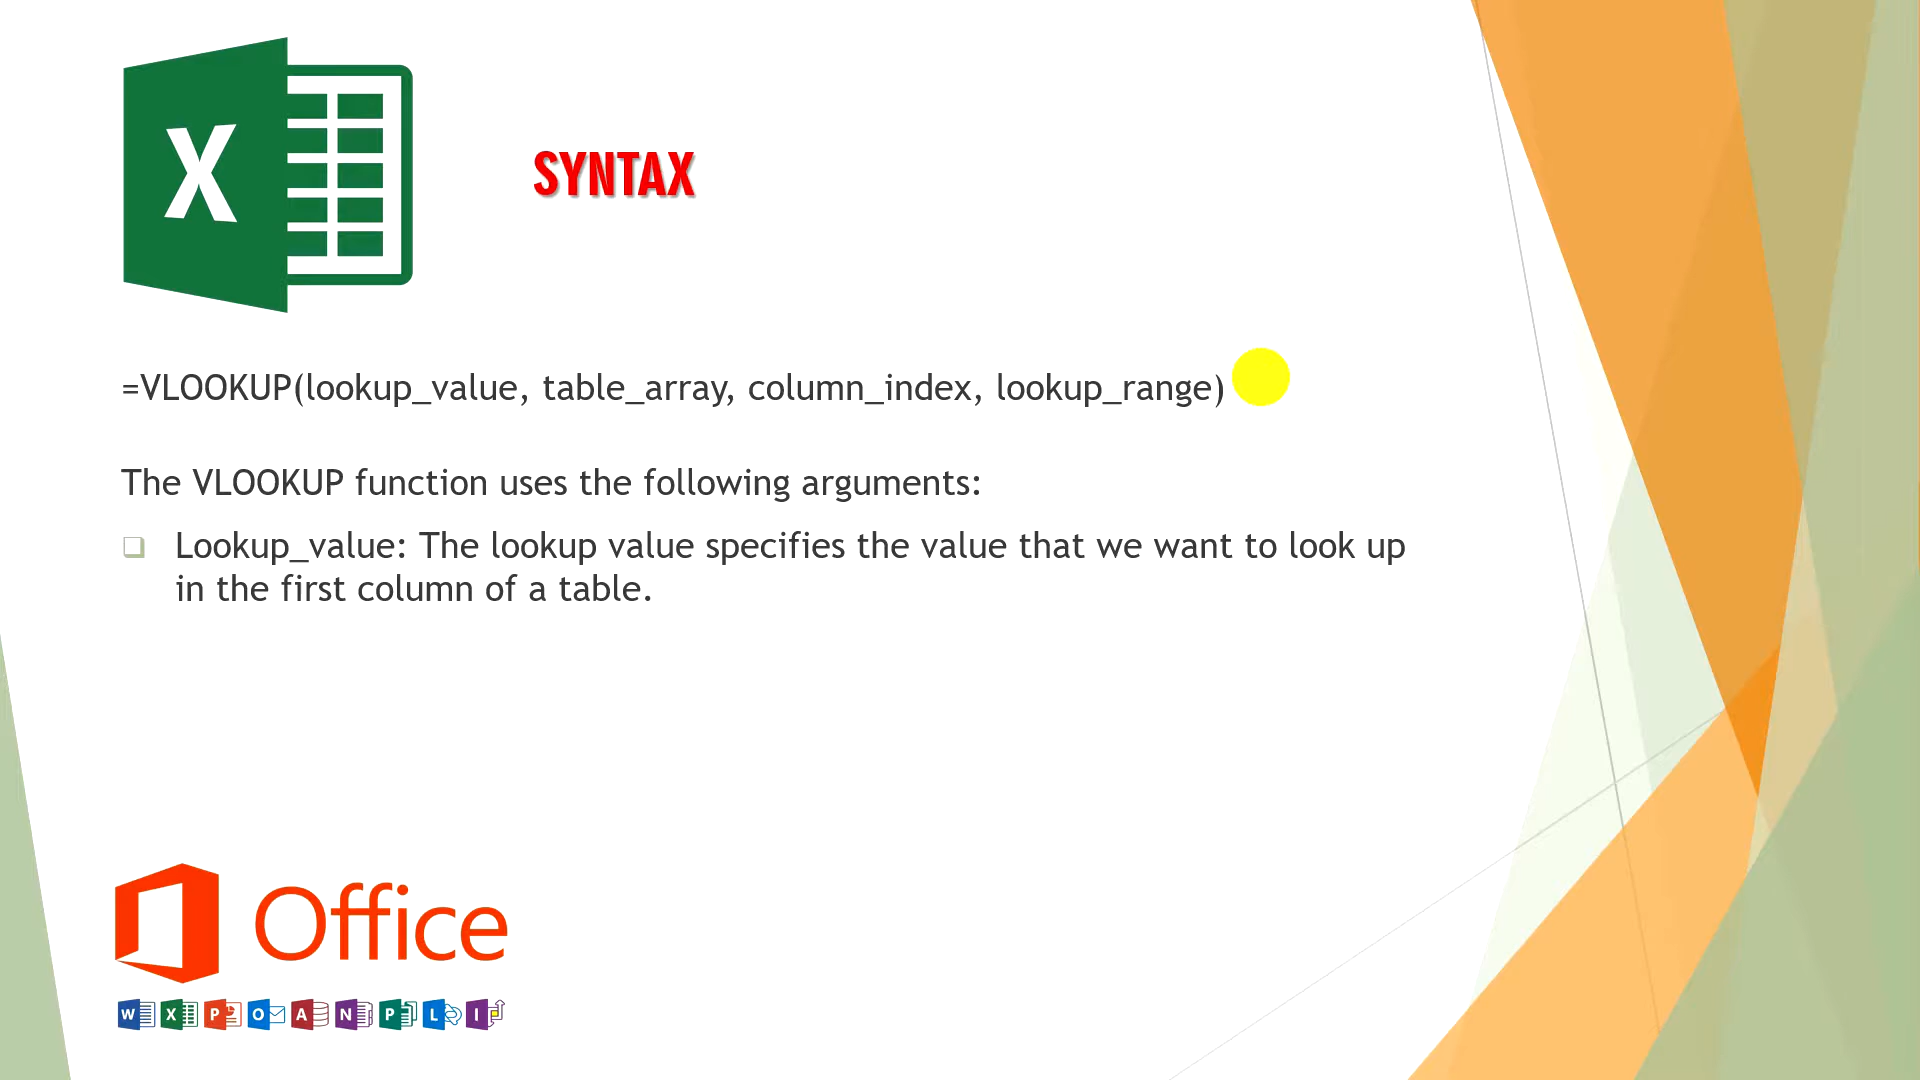 X
SYNTAX
=VLOOKUP(lookup_value, table_array, column_index, lookup_range)
The VLOOKUP function uses the following arguments:
Lookup_value: The lookup value specifies the value that we want to look up
in the first column of a table.
Office
W X P O A N P L I